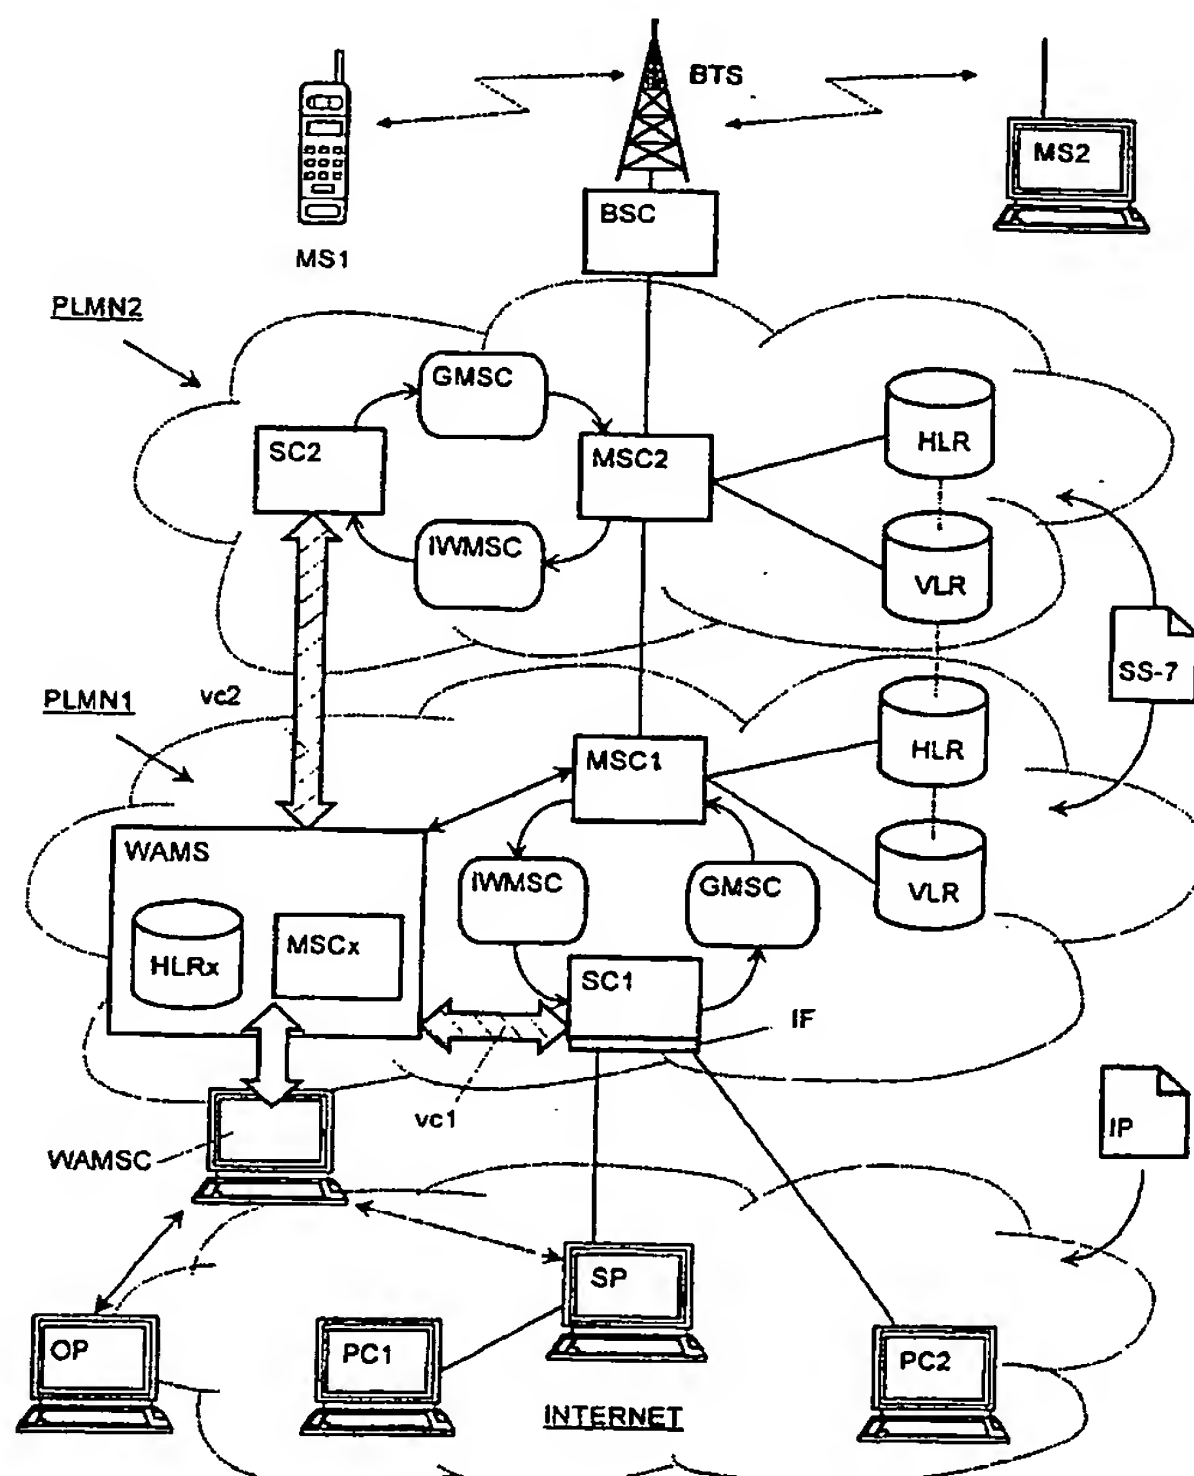 BTS
MS2
BSC
MS1
PLMN2
GMSC
HLR
SC2
MSC2
IWMSC
VLR
SS-7
PLMN1
vc2
HLR
MSC1
WAMS
IWMSC
GMSC
VLR
HLRx
MSCx
SC1
IF
vc1
IP
WAMSC
SP
OP
PC1
PC2
INTERNET